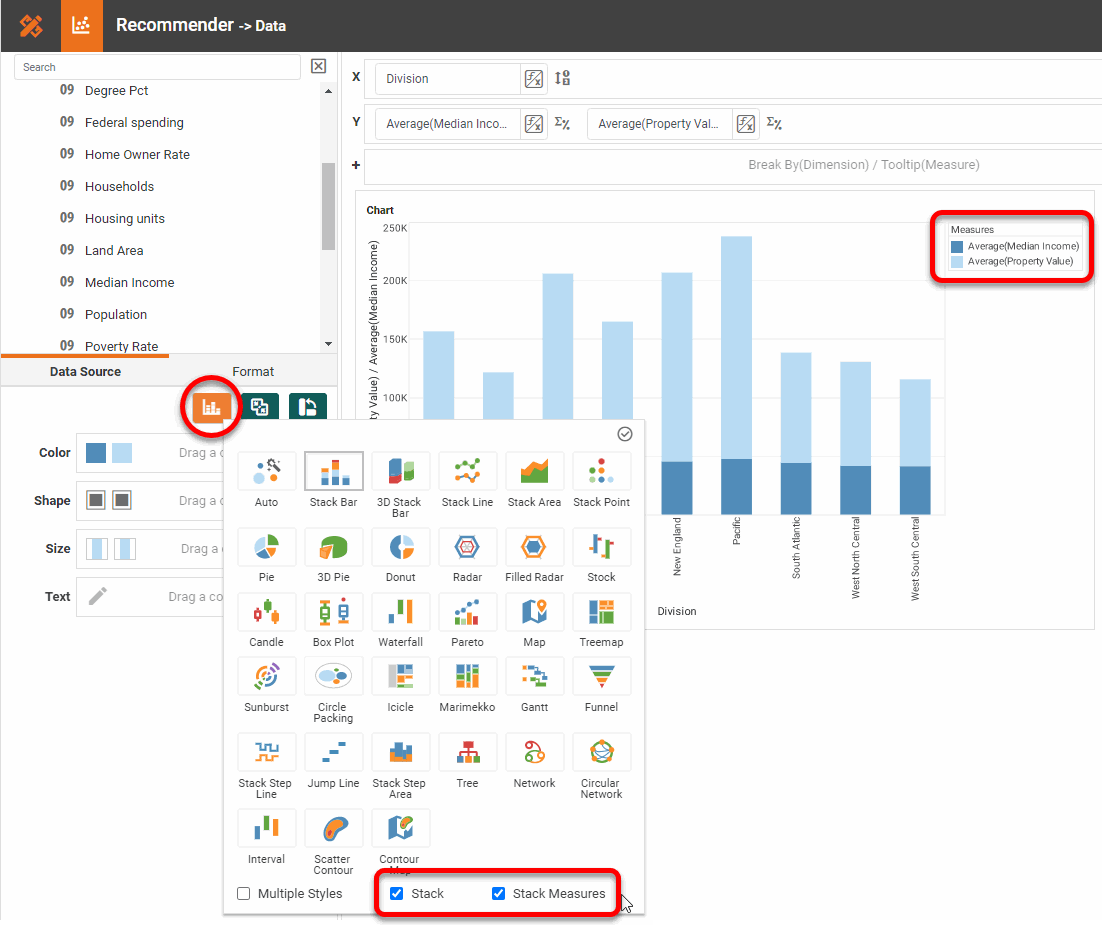 Recommender -> Data
Search
09 Degree Pct
09 Federal spending
09 Home Owner Rate
09 Households
09 Housing units
09 Land Area
09 Median Income
09 Population
09 Poverty Rate
Data Source
Format
Color
Drag a c
Shape
Drag a c
Size
Drag a
Text
Drag a co
X
Division
Y
Average(Median Inco...
Average(Property Val...
+
Break By(Dimension) / Tooltip(Measure)
Chart
250K
200K
150K
100K
ty Value) / Average(Median Income)
Measures
Average(Median Income)
Average(Property Value)
New England
Pacific
South Atlantic
West North Central
West South Central
Division
Auto
Stack Bar
3D Stack
Bar
Stack Line
Stack Area
Stack Point
Pie
3D Pie
Donut
Radar
Filled Radar
Stock
Candle
Box Plot
Waterfall
Pareto
Map
Treemap
Sunburst
Circle
Packing
Icicle
Marimekko
Gantt
Funnel
Stack Step
Line
Jump Line
Stack Step
Area
Tree
Network
Circular
Network
Interval
Scatter
Contour
Contour
Map
Multiple Styles
Stack
Stack Measures